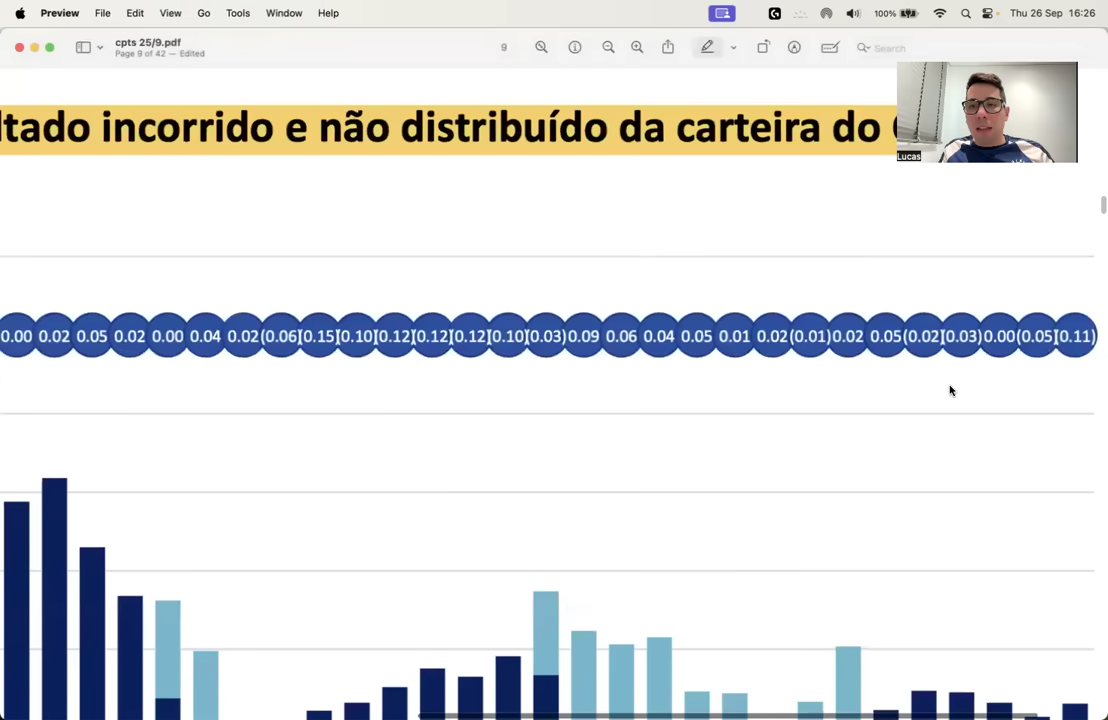 Preview File Edit View Go Tools Window Help 100% Thu 26 Sep 16:26
cpts 25/9.pdf
Page 9 of 42 — Edited
9
Search
ltado incorrido e não distribuído da carteira do
Lucas
0.00 0.02 0.05 0.02 0.00 0.04 0.02 (0.06) (0.15) (0.10) (0.12) (0.12) (0.12) (0.10) (0.03) 0.09 0.06 0.04 0.05 0.01 0.02 (0.01) 0.02 0.05 (0.02) (0.03) 0.00 (0.05) (0.11)